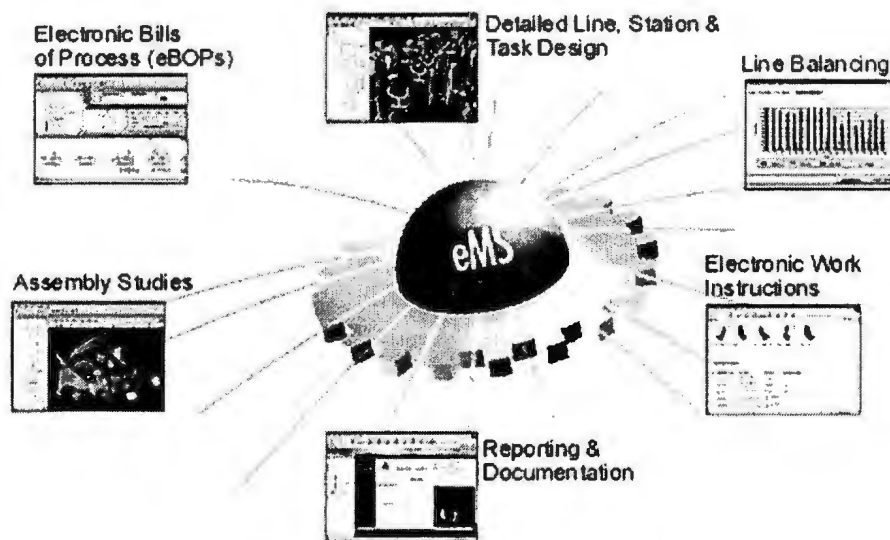 Electronic Bills
of Process (eBOPs)
Detailed Line, Station &
Task Design
Line Balancing
eMS
Assembly Studies
Electronic Work
Instructions
Reporting &
Documentation